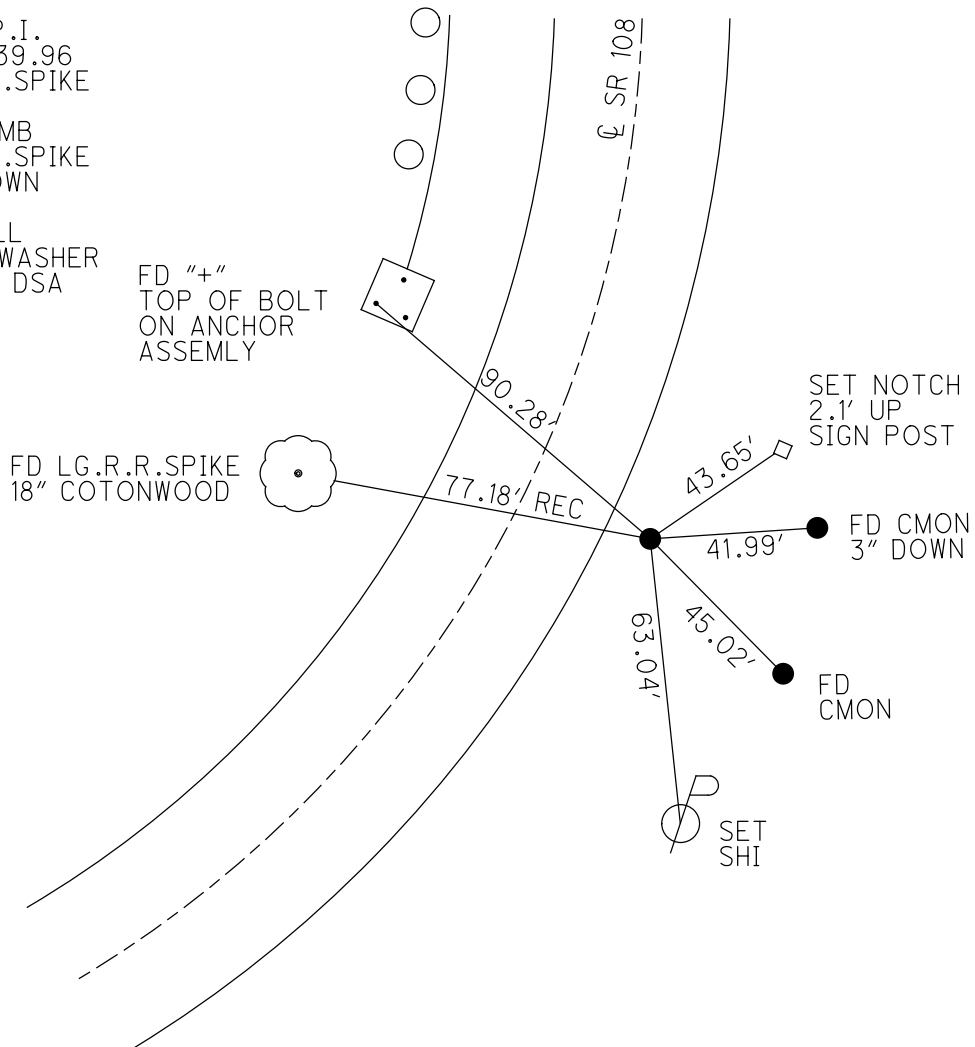 P.I.
39.96
.SPIKE
MB
.SPIKE
OWN
LL
WASHER
DSA
℄ SR 108
FD "+"
TOP OF BOLT
ON ANCHOR
ASSEMLY
90.28'
SET NOTCH
2.1' UP
SIGN POST
43.65'
FD LG.R.R.SPIKE
18" COTONWOOD
77.18' REC
41.99'
FD CMON
3" DOWN
45.02'
63.04'
FD
CMON
SET
SHI